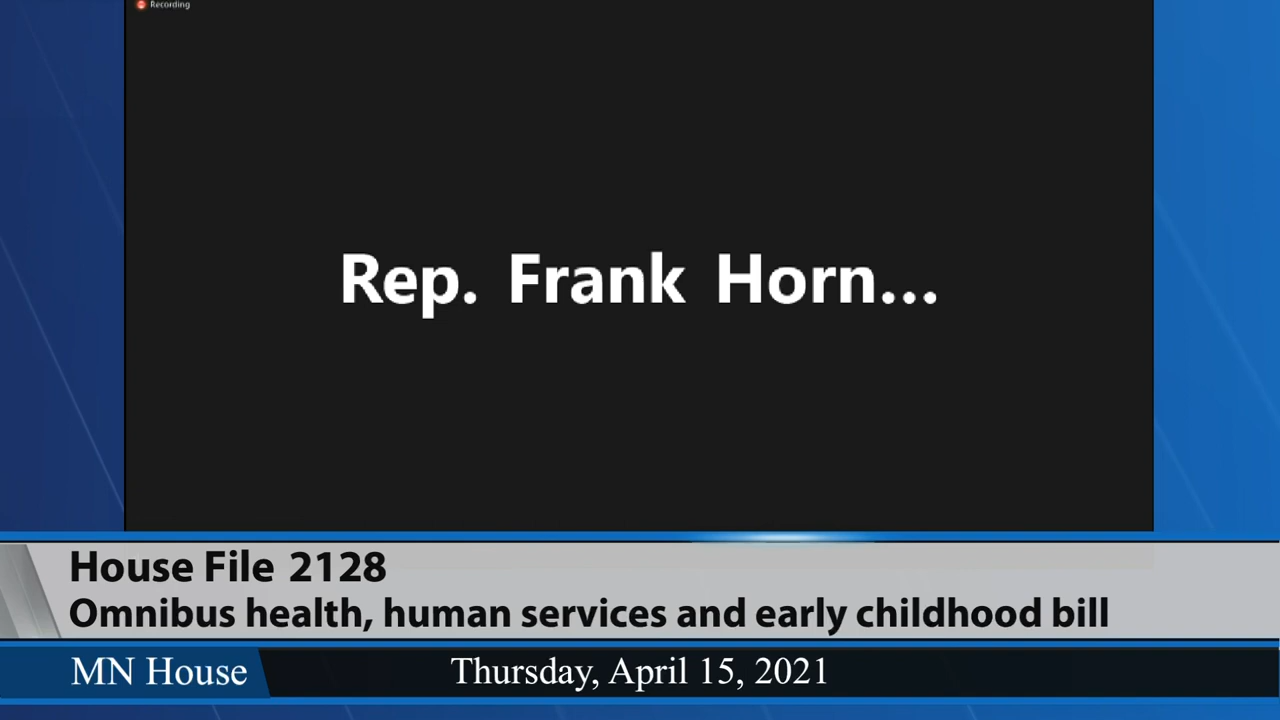 Recording
Rep. Frank Horn...
House File 2128
Omnibus health, human services and early childhood bill
MN House
Thursday, April 15, 2021